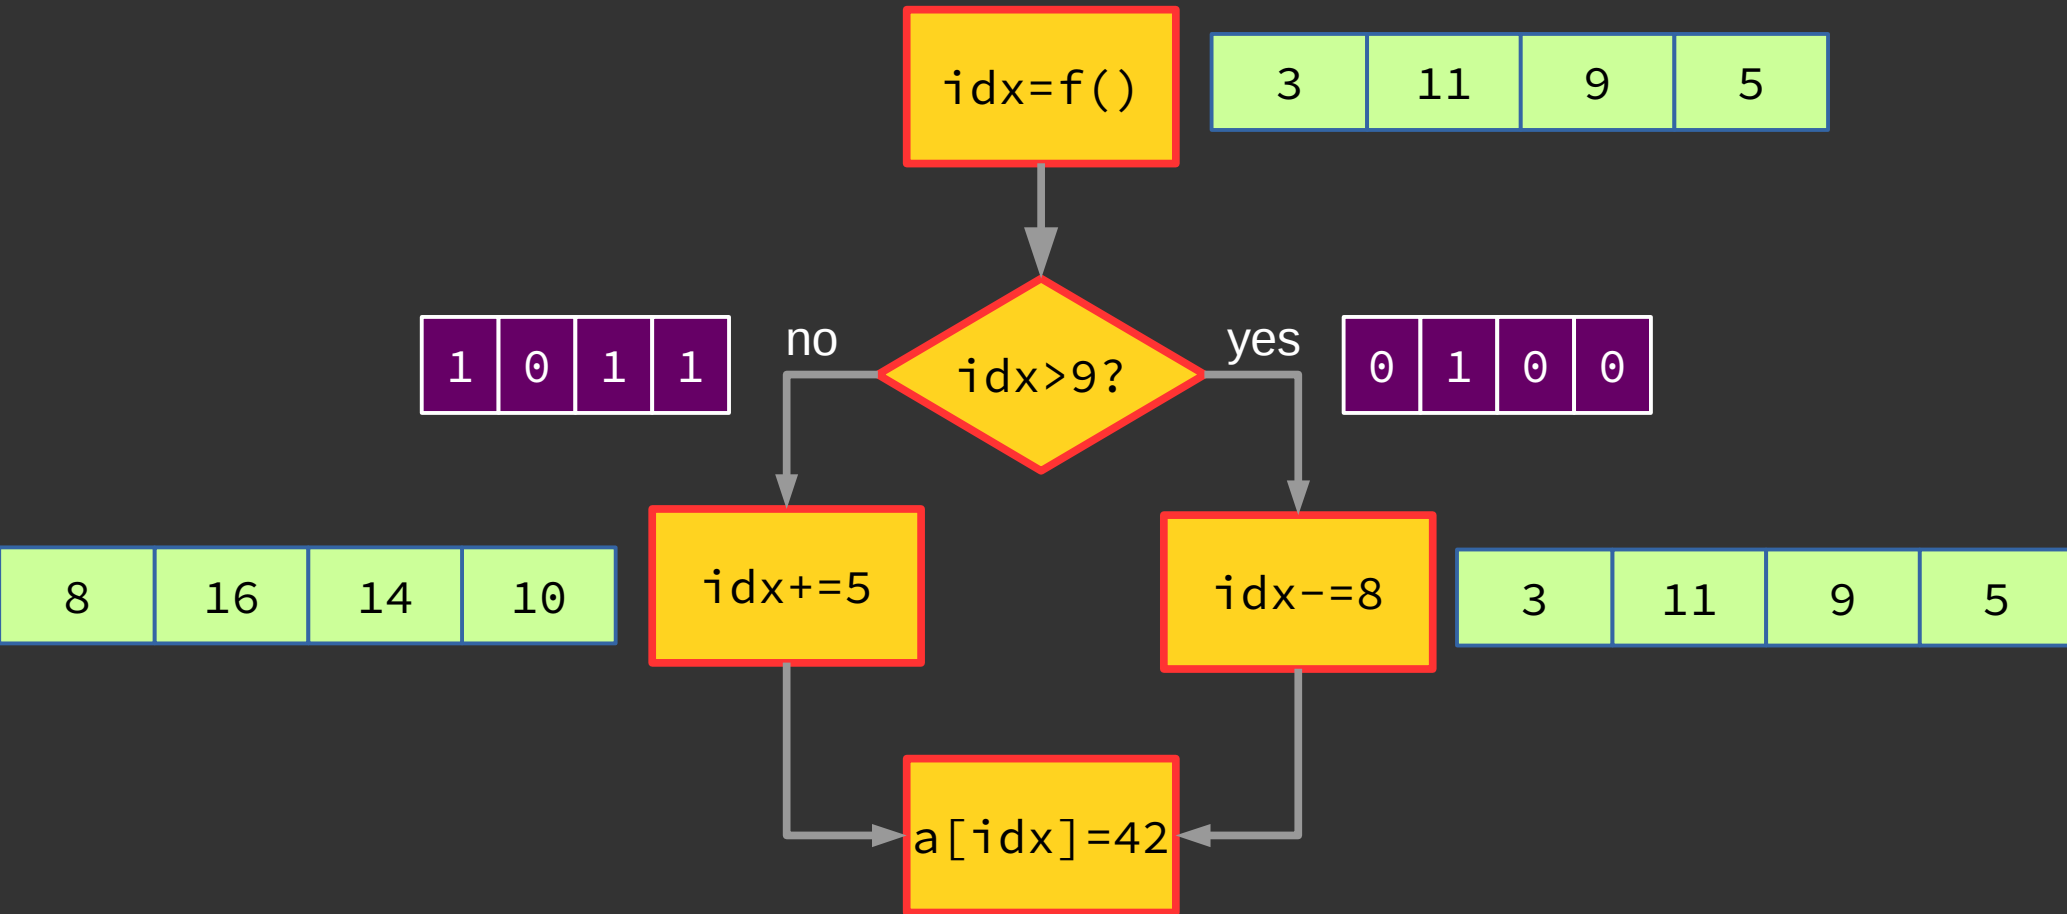 idx=f()
3 11 9 5
1 0 1 1
no
idx>9?
yes
0 1 0 0
8 16 14 10
idx+=5
idx-=8
3 11 9 5
a[idx]=42